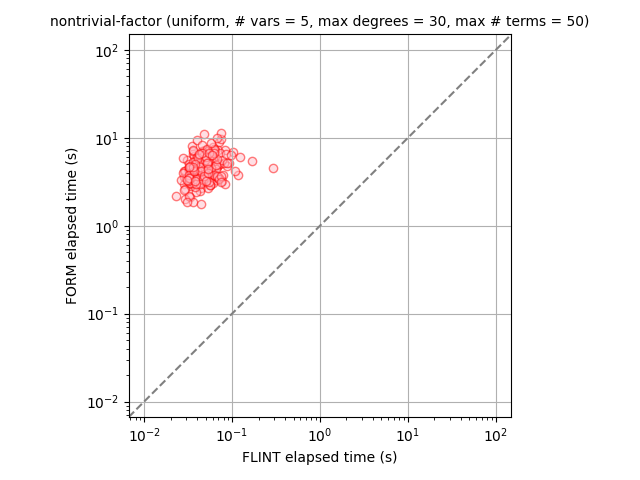 nontrivial-factor (uniform, # vars = 5, max degrees = 30, max # terms = 50)
10²
10¹
10⁰
10⁻¹
10⁻²
FORM elapsed time (s)
10⁻² 10⁻¹ 10⁰ 10¹ 10²
FLINT elapsed time (s)